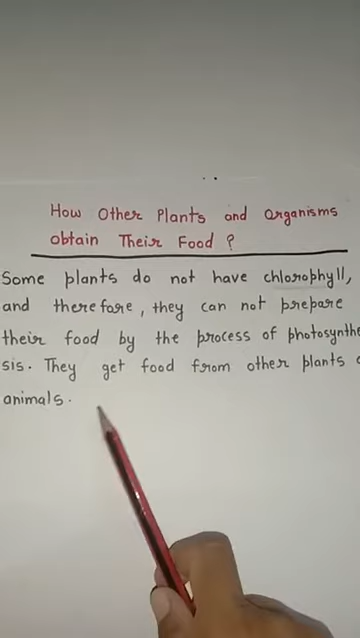 How Other Plants and Organisms
obtain Their Food ?
Some plants do not have chlorophyll,
and therefore, they can not prepare
their food by the process of photosynthe
sis. They get food from other plants
animals.